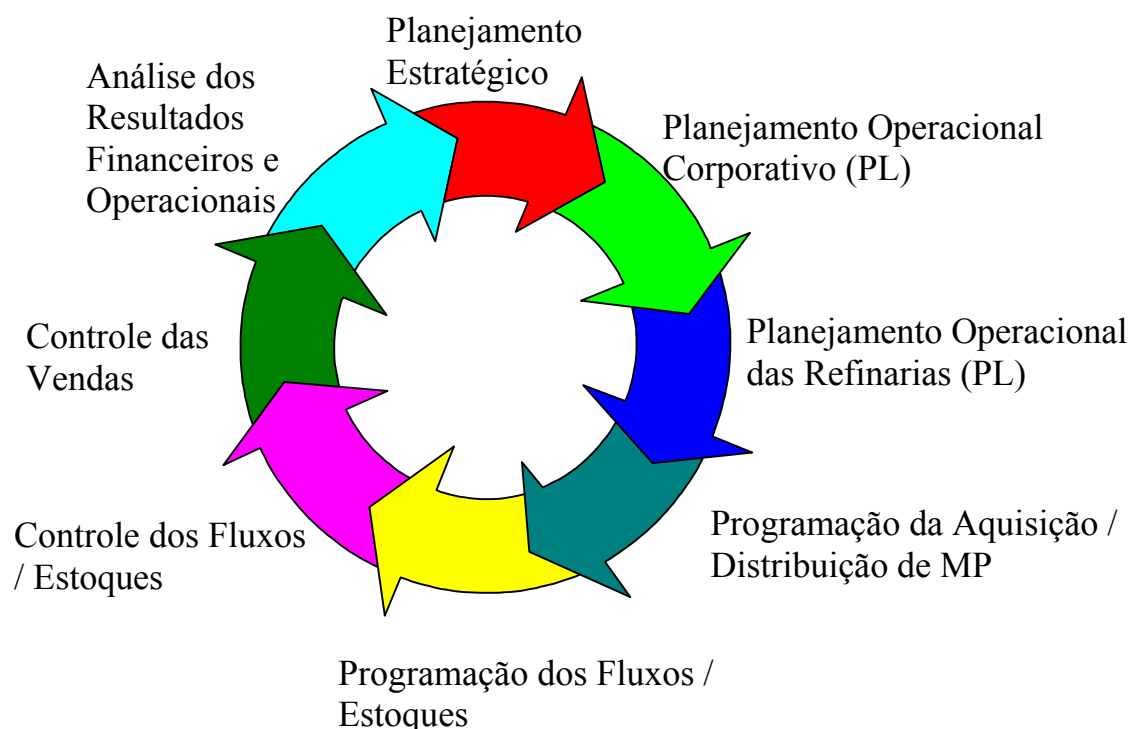 Planejamento
Estratégico
Planejamento Operacional
Corporativo (PL)
Planejamento Operacional
das Refinarias (PL)
Programação da Aquisição /
Distribuição de MP
Programação dos Fluxos /
Estoques
Controle dos Fluxos
/ Estoques
Controle das
Vendas
Análise dos
Resultados
Financeiros e
Operacionais